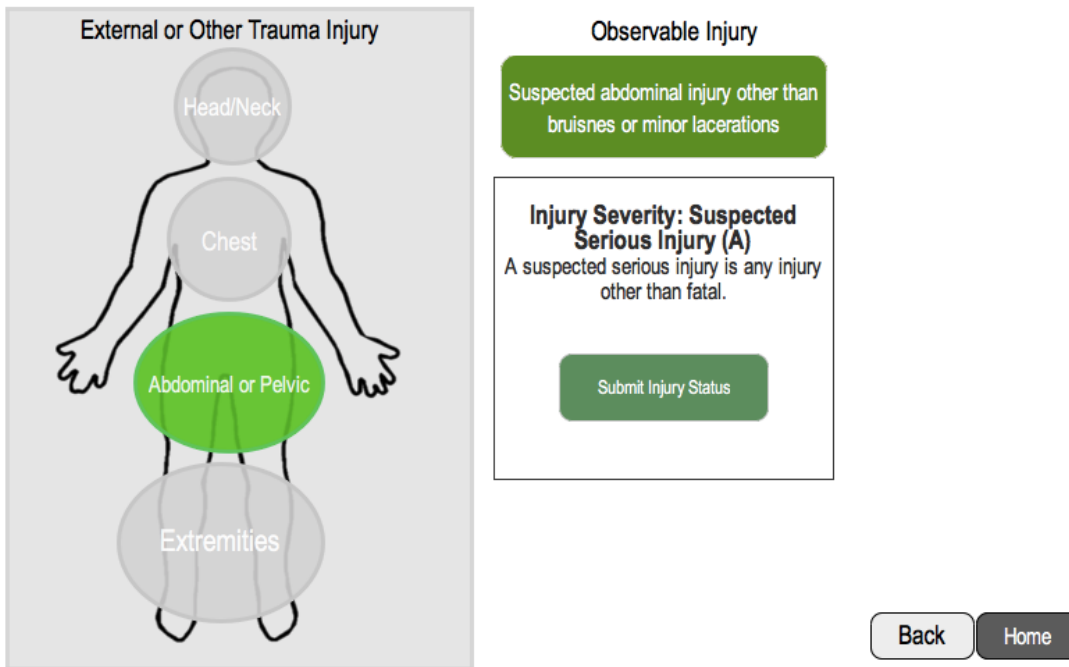 External or Other Trauma Injury
Head/Neck
Chest
Abdominal or Pelvic
Extremities
Observable Injury
Suspected abdominal injury other than
bruisnes or minor lacerations
Injury Severity: Suspected
Serious Injury (A)
A suspected serious injury is any injury
other than fatal.
Submit Injury Status
Back
Home